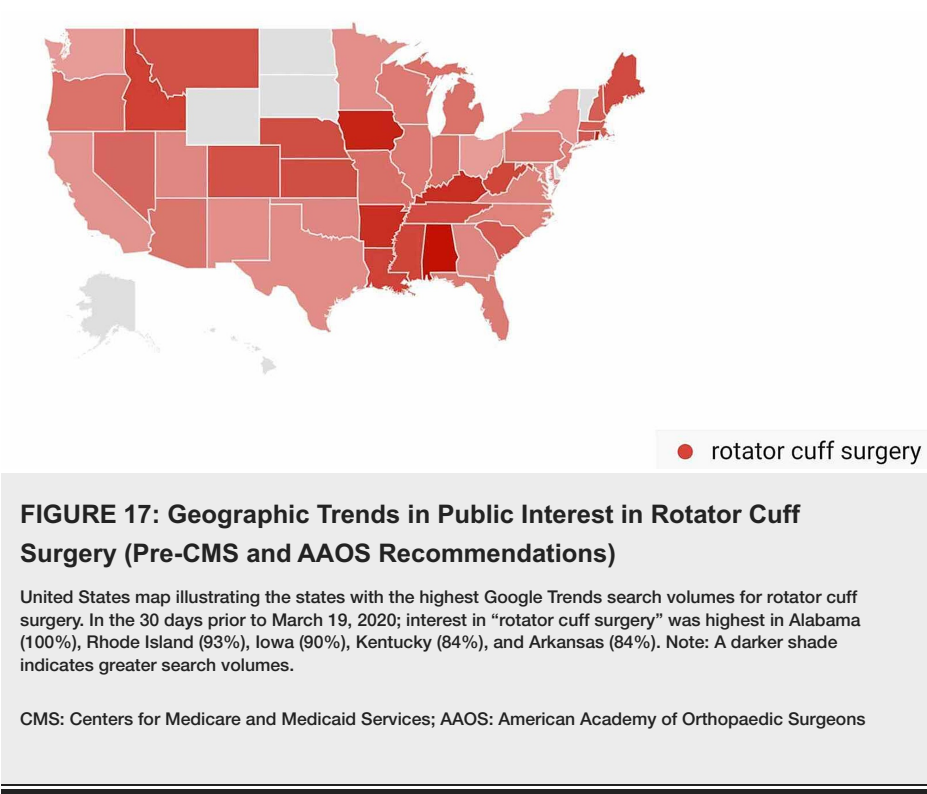 rotator cuff surgery
FIGURE 17: Geographic Trends in Public Interest in Rotator Cuff
Surgery (Pre-CMS and AAOS Recommendations)
United States map illustrating the states with the highest Google Trends search volumes for rotator cuff
surgery. In the 30 days prior to March 19, 2020; interest in “rotator cuff surgery” was highest in Alabama
(100%), Rhode Island (93%), Iowa (90%), Kentucky (84%), and Arkansas (84%). Note: A darker shade
indicates greater search volumes.
CMS: Centers for Medicare and Medicaid Services; AAOS: American Academy of Orthopaedic Surgeons